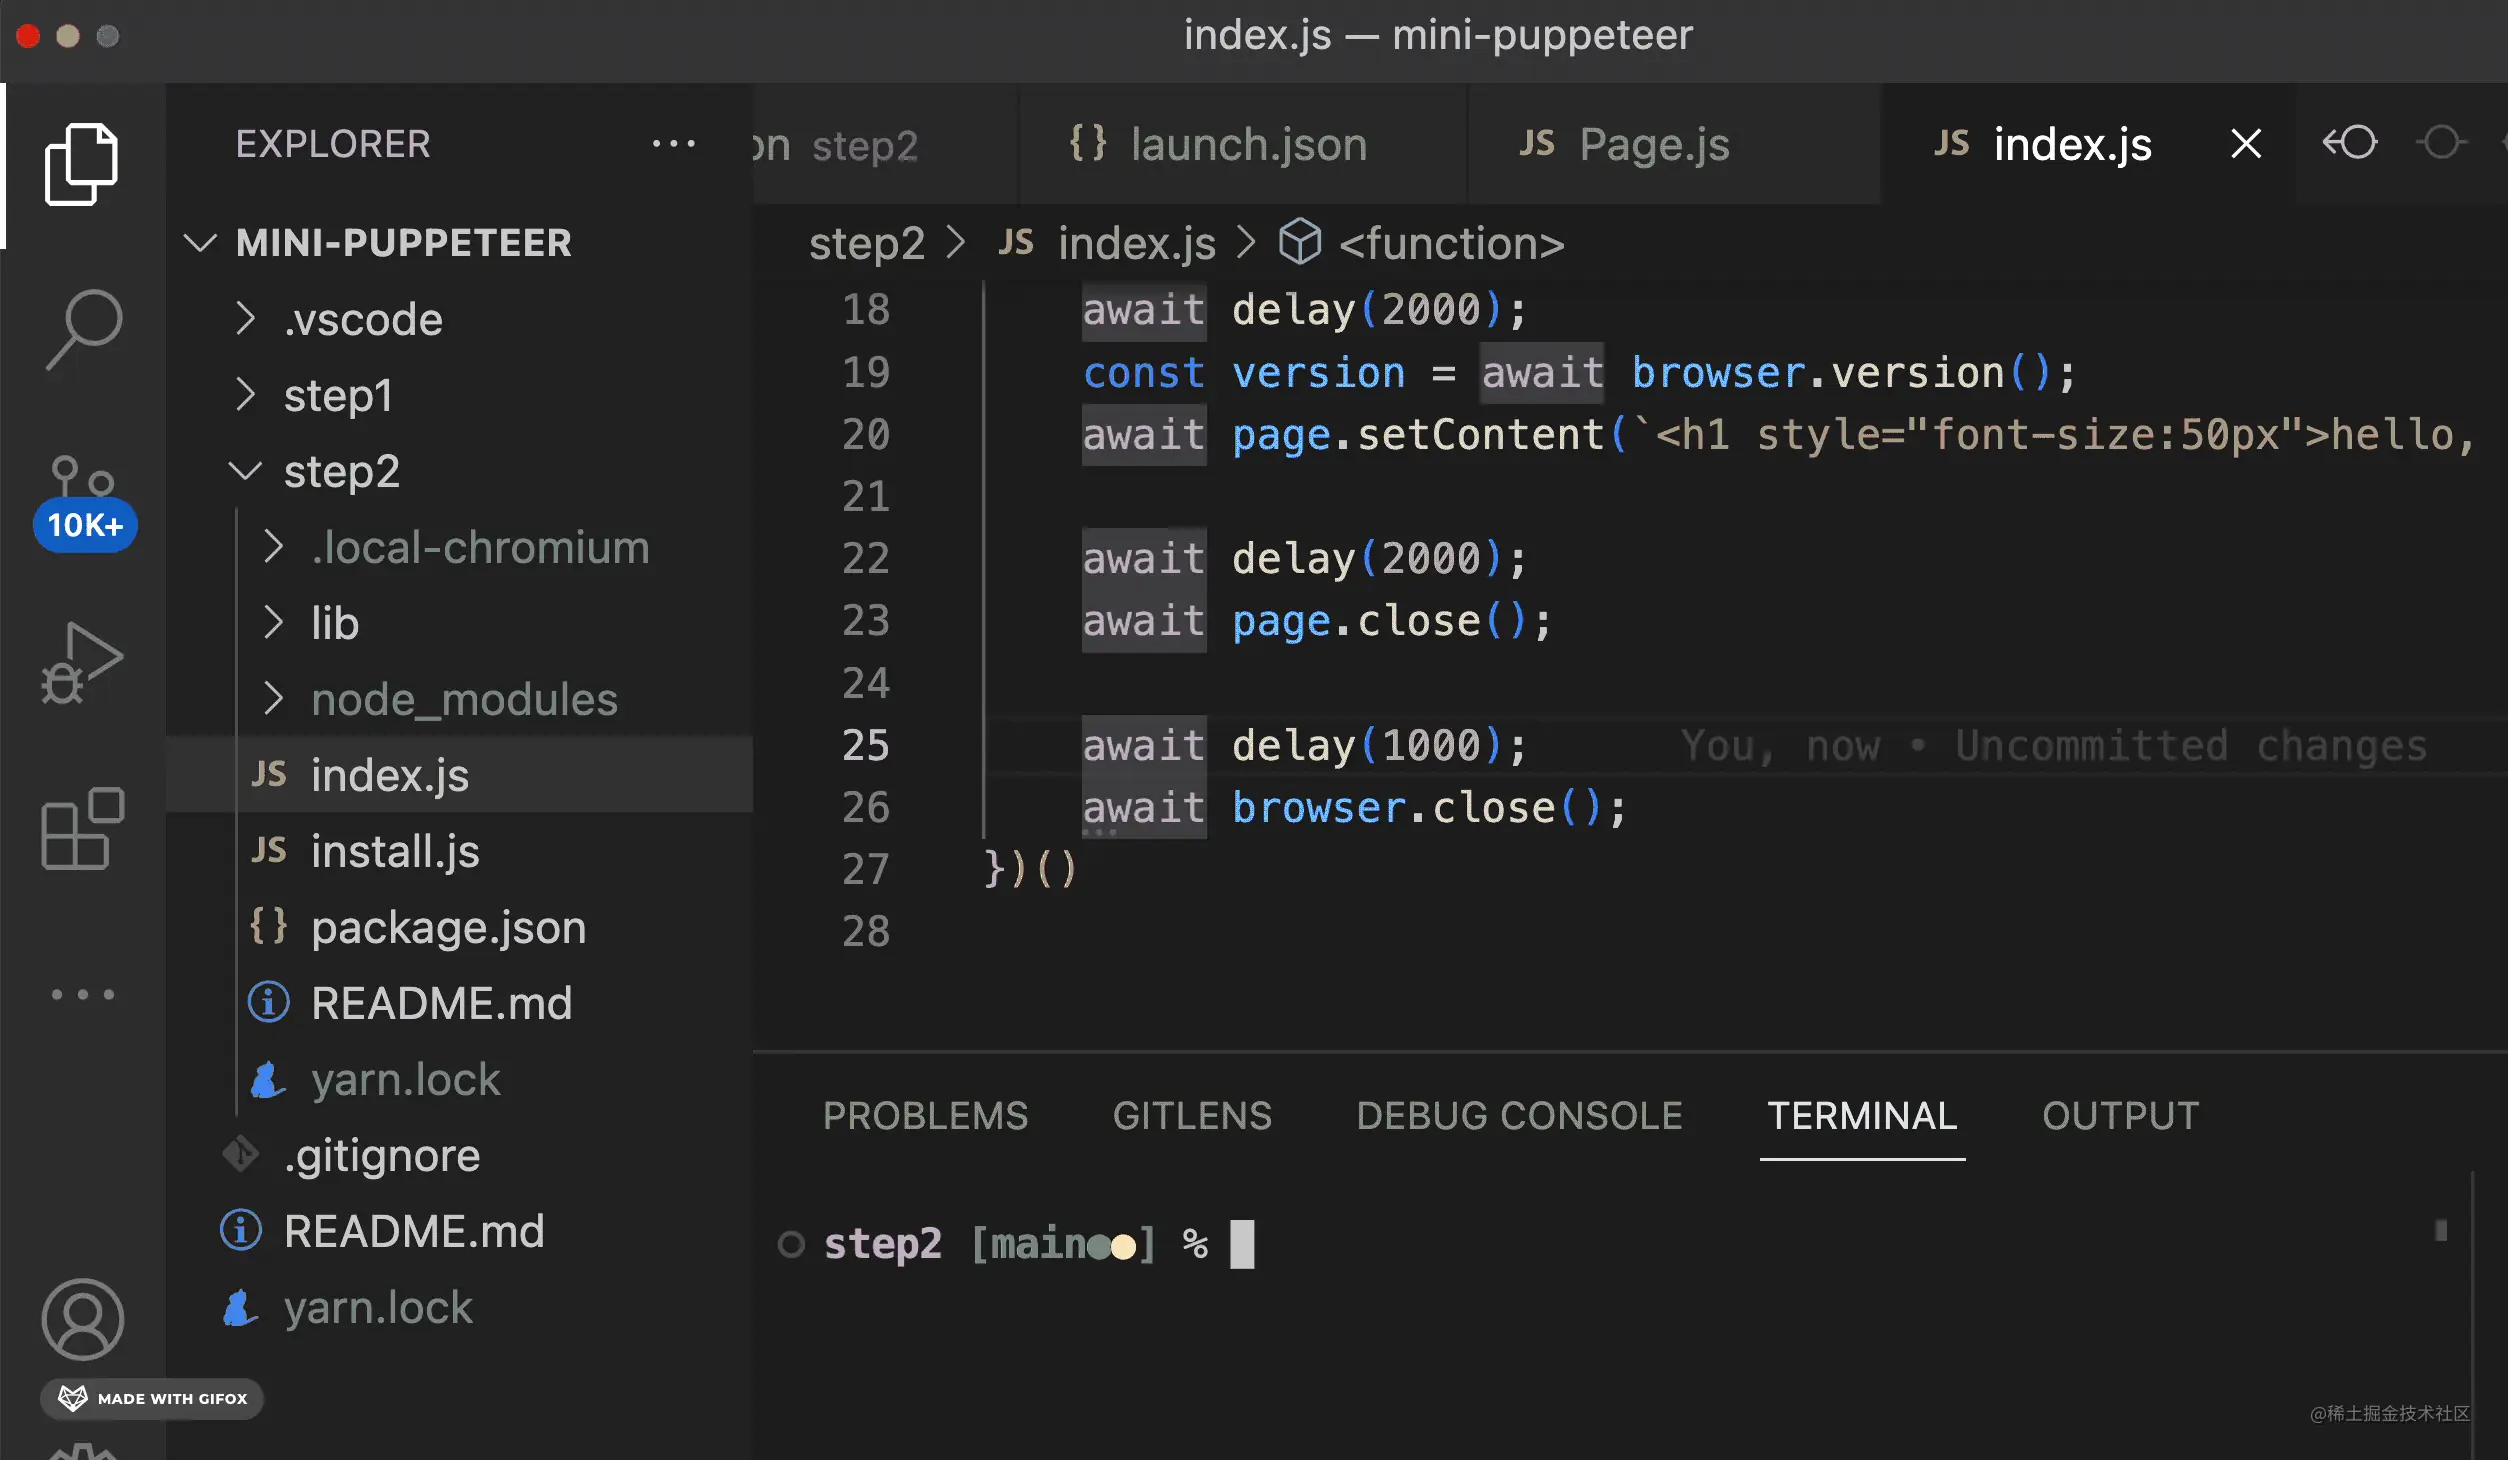 index.js — mini-puppeteer
EXPLORER
MINI-PUPPETEER
.vscode
step1
step2
.local-chromium
lib
node_modules
JS index.js
JS install.js
{} package.json
README.md
yarn.lock
.gitignore
README.md
yarn.lock
10K+
MADE WITH GIFOX
on step2
{} launch.json
JS Page.js
JS index.js
step2 > JS index.js > <function>
18 await delay(2000);
19 const version = await browser.version();
20 await page.setContent(`<h1 style="font-size:50px">hello,
21
22 await delay(2000);
23 await page.close();
24
25 await delay(1000); You, now • Uncommitted changes
26 await browser.close();
27 })()
28
PROBLEMS GITLENS DEBUG CONSOLE TERMINAL OUTPUT
step2 [main●●] %
@稀土掘金技术社区